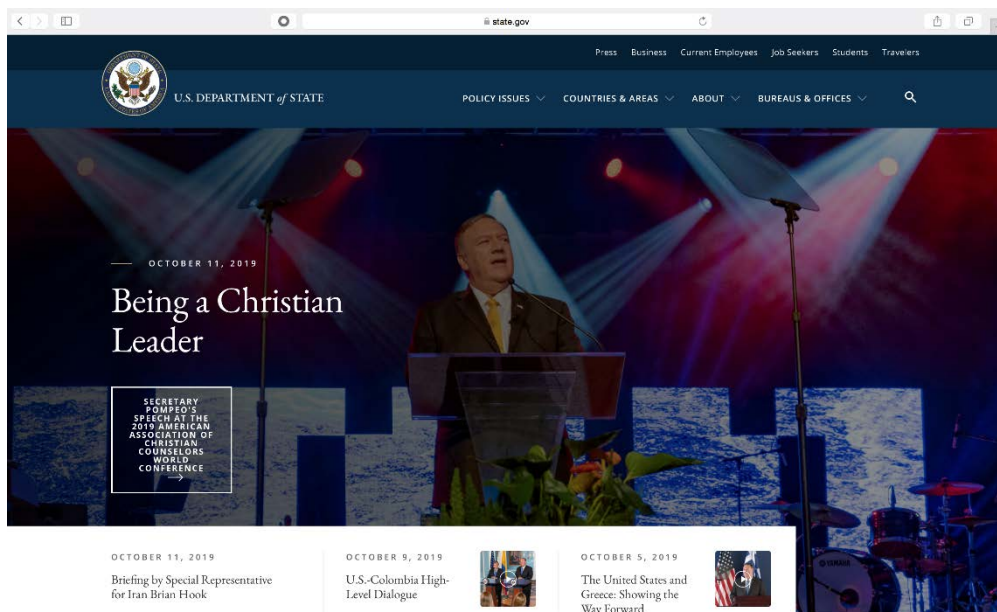 state.gov
Press Business Current Employees Job Seekers Students Travelers
U.S. DEPARTMENT of STATE
POLICY ISSUES COUNTRIES & AREAS ABOUT BUREAUS & OFFICES
OCTOBER 11, 2019
Being a Christian
Leader
SECRETARY
POMPEO'S
SPEECH AT THE
2019 AMERICAN
ASSOCIATION OF
CHRISTIAN
COUNSELORS
WORLD
CONFERENCE
→
YAMAHA
OCTOBER 11, 2019
Briefing by Special Representative
for Iran Brian Hook
OCTOBER 9, 2019
U.S.-Colombia High-
Level Dialogue
OCTOBER 5, 2019
The United States and
Greece: Showing the
Way Forward